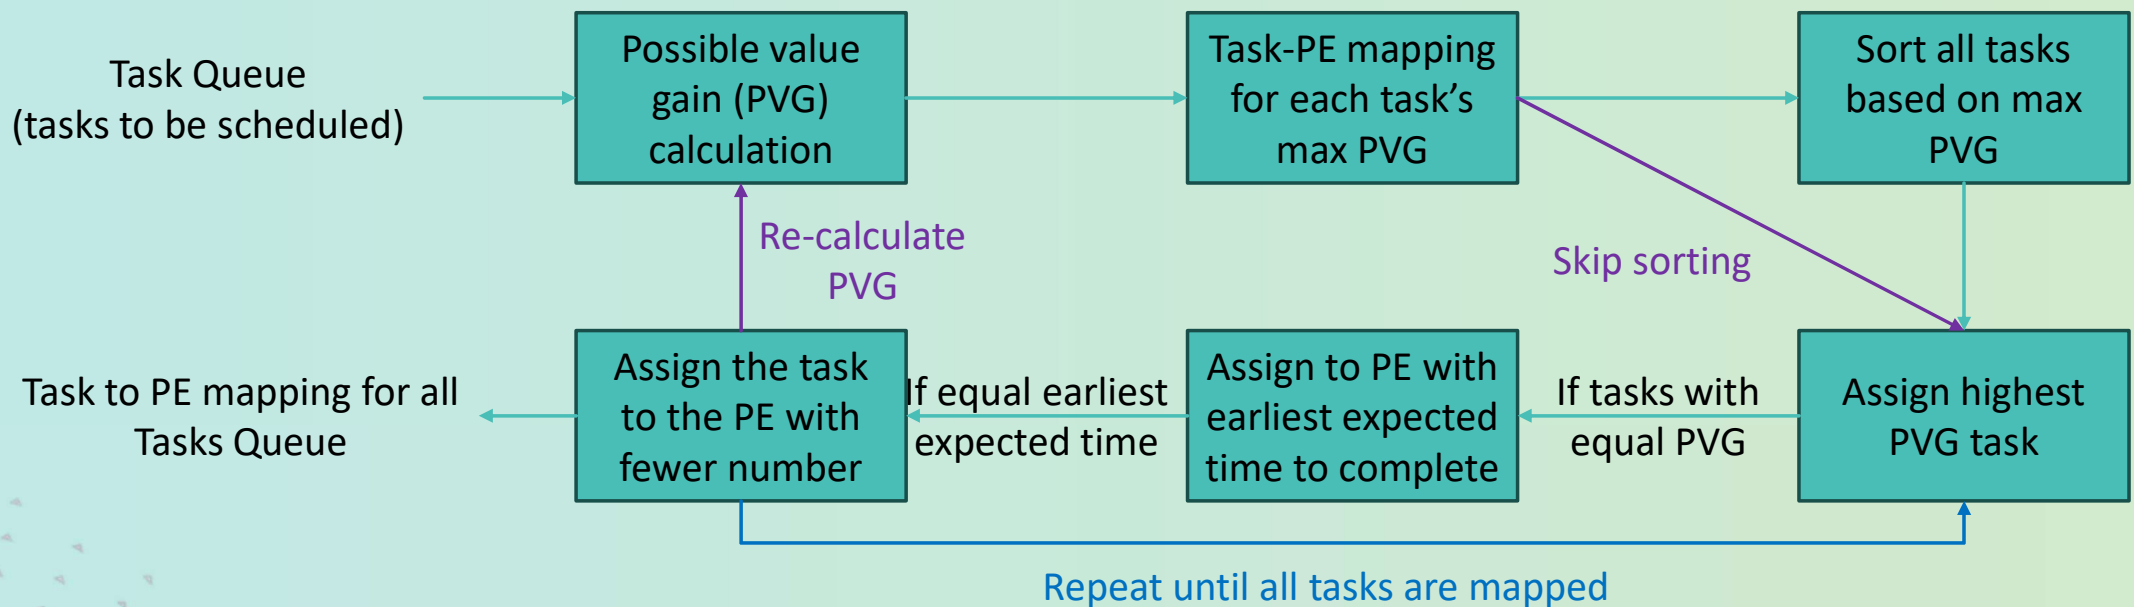 Task Queue
(tasks to be scheduled)
Possible value
gain (PVG)
calculation
Task-PE mapping
for each task’s
max PVG
Sort all tasks
based on max
PVG
Re-calculate
PVG
Skip sorting
Task to PE mapping for all
Tasks Queue
Assign the task
to the PE with
fewer number
If equal earliest
expected time
Assign to PE with
earliest expected
time to complete
If tasks with
equal PVG
Assign highest
PVG task
Repeat until all tasks are mapped